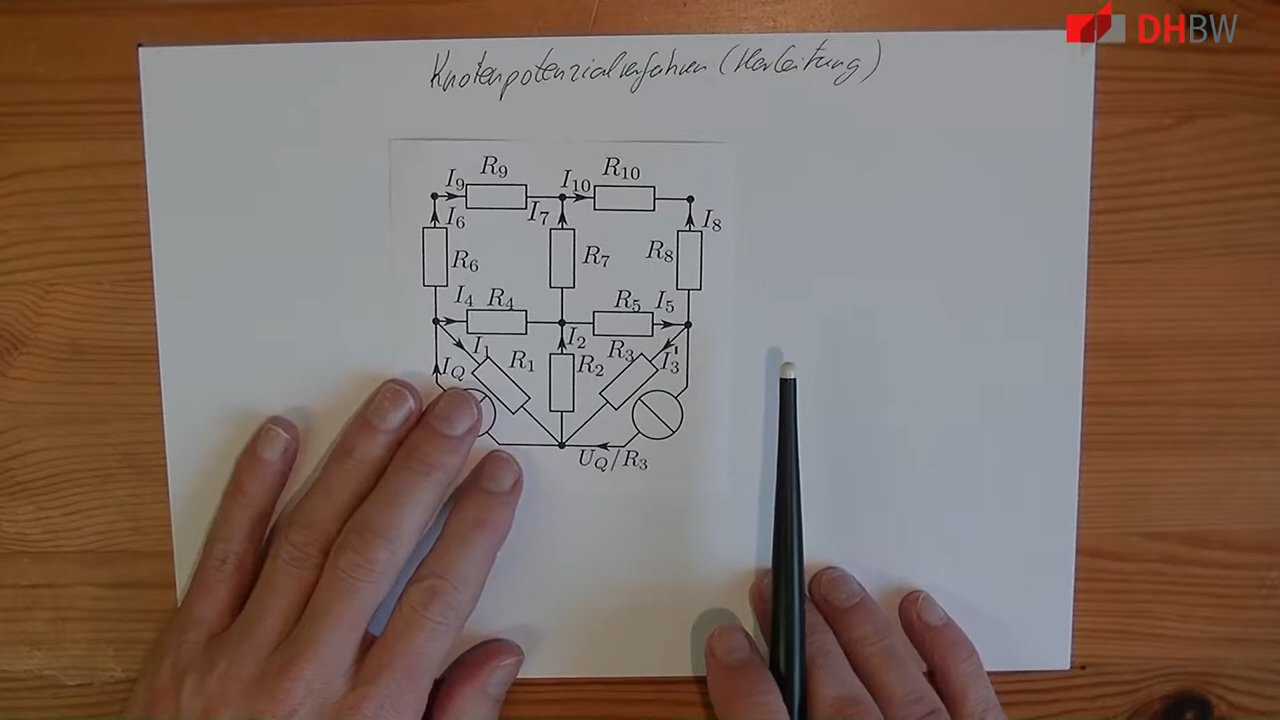 DHBW
Knotenpotenzialverfahren (Herleitung)
R9 R10
I9 I10
I6 I7 I8
R6 R7 R8
I4 R4 R5 I5
I1 R1 I2 R2 R3 I'3
IQ
UQ/R3